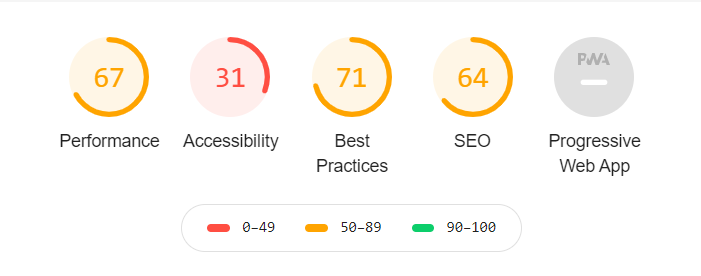 67
31
71
64
PWA
Performance
Accessibility
Best
Practices
SEO
Progressive
Web App
0–49
50–89
90–100